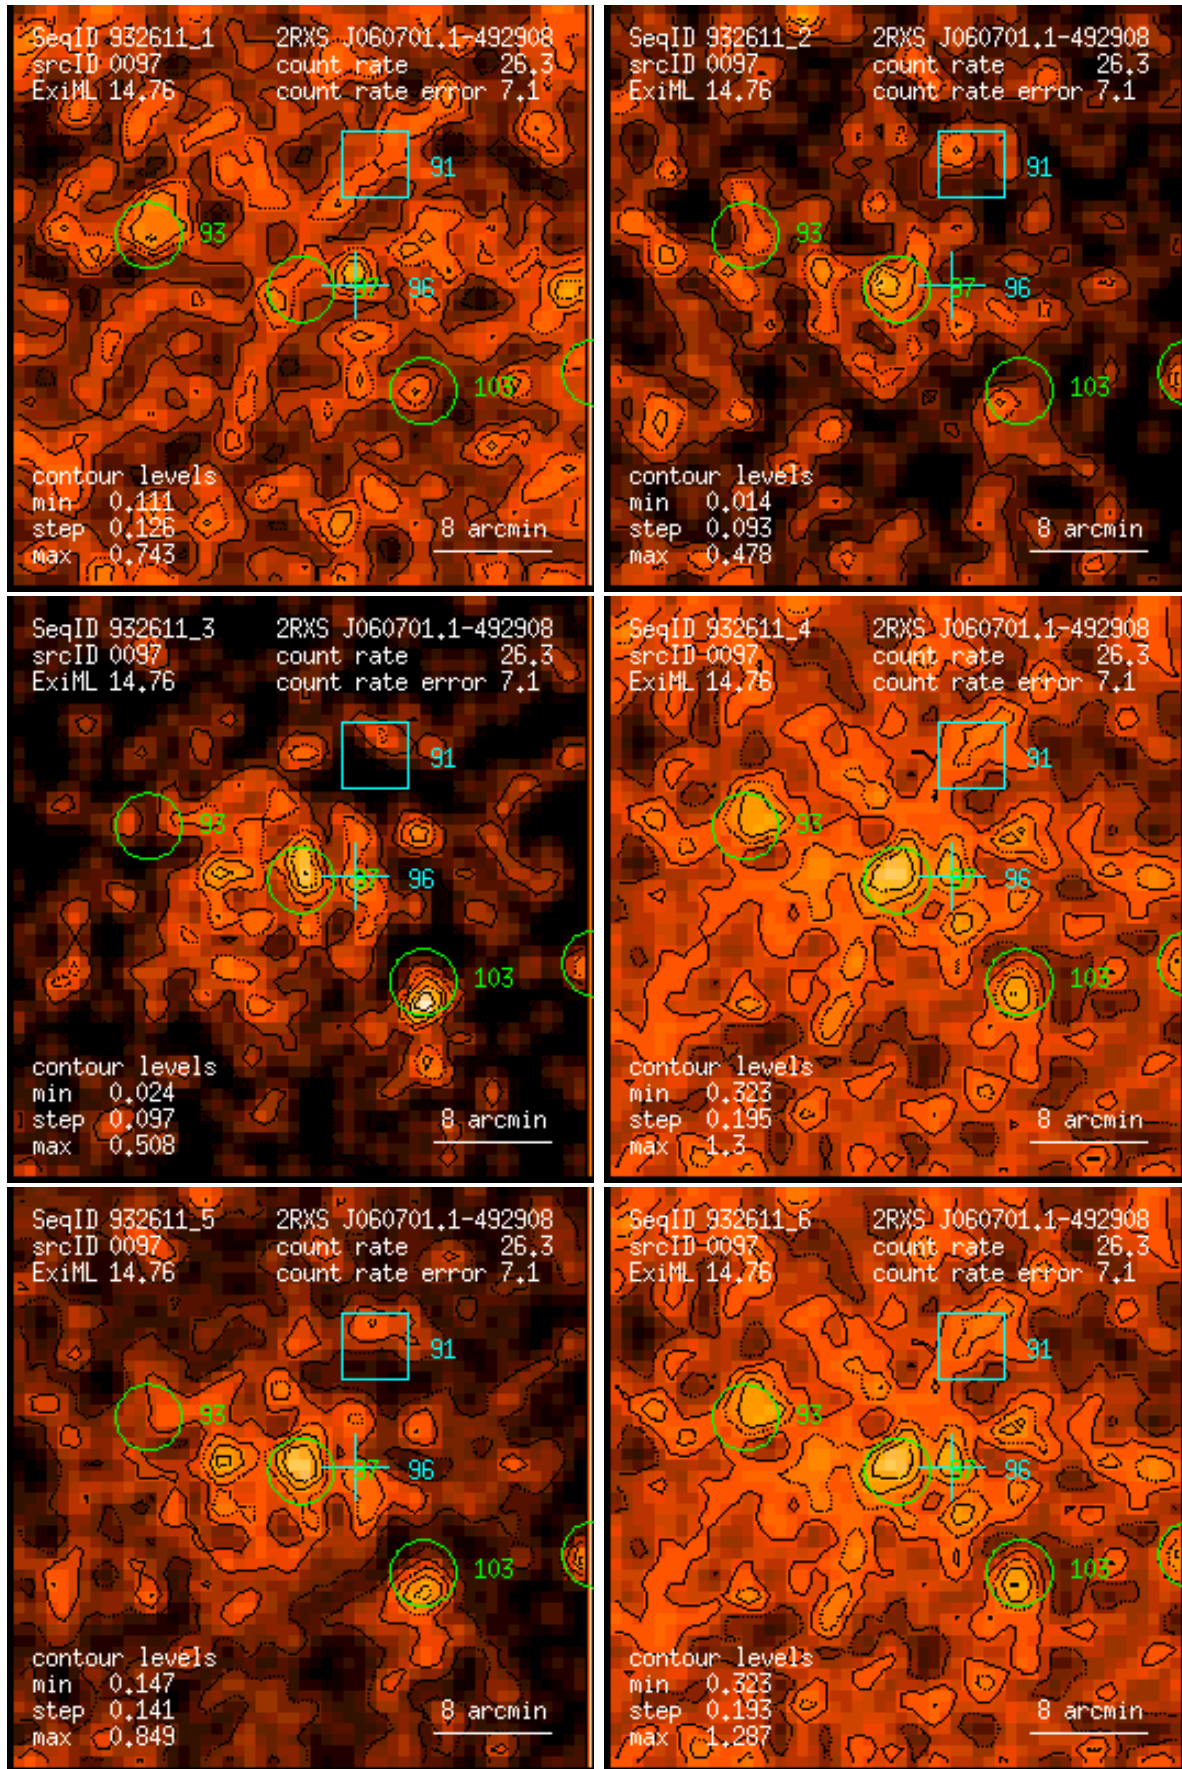 SeqID 932611_1 2RXS J060701.1-492908
srcID 0097 count rate 26.3
ExiML 14.76 count rate error 7.1
91
93
97 96
103
contour levels
min 0.111
step 0.126 8 arcmin
max 0.743
SeqID 932611_2 2RXS J060701.1-492908
srcID 0097 count rate 26.3
ExiML 14.76 count rate error 7.1
91
93
97 96
103
contour levels
min 0.014
step 0.093 8 arcmin
max 0.478
SeqID 932611_3 2RXS J060701.1-492908
srcID 0097 count rate 26.3
ExiML 14.76 count rate error 7.1
91
93
97 96
103
contour levels
min 0.024
step 0.097 8 arcmin
max 0.508
SeqID 932611_4 2RXS J060701.1-492908
srcID 0097 count rate 26.3
ExiML 14.76 count rate error 7.1
91
93
97 96
103
contour levels
min 0.323
step 0.195 8 arcmin
max 1.3
SeqID 932611_5 2RXS J060701.1-492908
srcID 0097 count rate 26.3
ExiML 14.76 count rate error 7.1
91
93
97 96
103
contour levels
min 0.147
step 0.141 8 arcmin
max 0.849
SeqID 932611_6 2RXS J060701.1-492908
srcID 0097 count rate 26.3
ExiML 14.76 count rate error 7.1
91
93
97 96
103
contour levels
min 0.323
step 0.193 8 arcmin
max 1.287